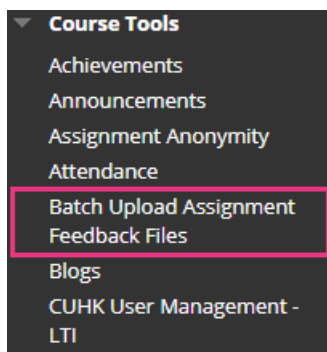 Course Tools
Achievements
Announcements
Assignment Anonymity
Attendance
Batch Upload Assignment
Feedback Files
Blogs
CUHK User Management -
LTI